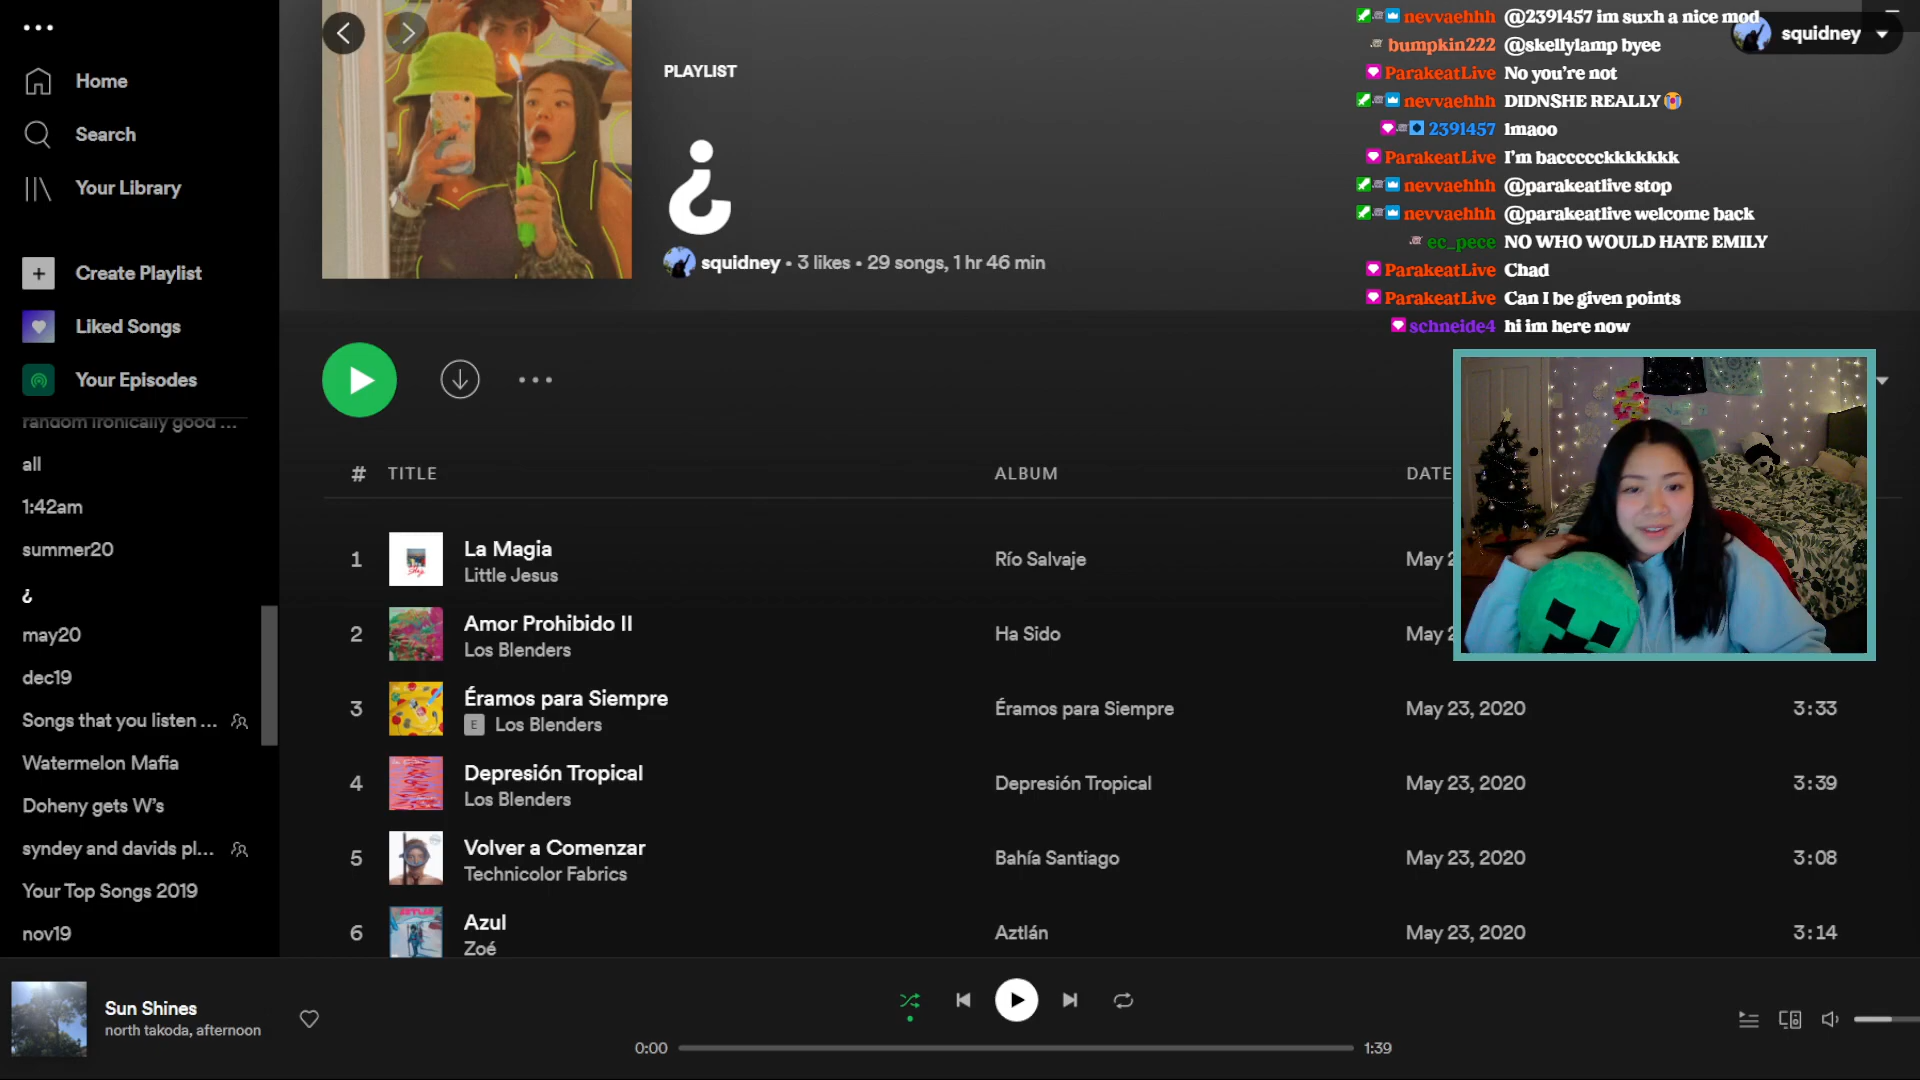 Home
Search
Your Library
Create Playlist
Liked Songs
Your Episodes
random ironically good ...
all
1:42am
summer20
¿
may20
dec19
Songs that you listen ...
Watermelon Mafia
Doheny gets W's
syndey and davids pl...
Your Top Songs 2019
nov19
PLAYLIST
¿
squidney • 3 likes • 29 songs, 1 hr 46 min
nevvaehhh @2391457 im suxh a nice mod
bumpkin222 @skellylamp byee
ParakeatLive No you're not
nevvaehhh DIDNSHE REALLY😭
2391457 lmaoo
ParakeatLive I'm bacccccckkkkkkk
nevvaehhh @parakeatlive stop
nevvaehhh @parakeatlive welcome back
ec_pece NO WHO WOULD HATE EMILY
ParakeatLive Chad
ParakeatLive Can I be given points
schneide4 hi im here now
squidney
# TITLE ALBUM DATE
1 La Magia Río Salvaje May 2
Little Jesus
2 Amor Prohibido II Ha Sido May 2
Los Blenders
3 Éramos para Siempre Éramos para Siempre May 23, 2020 3:33
E Los Blenders
4 Depresión Tropical Depresión Tropical May 23, 2020 3:39
Los Blenders
5 Volver a Comenzar Bahía Santiago May 23, 2020 3:08
Technicolor Fabrics
6 Azul Aztlán May 23, 2020 3:14
Zoé
Sun Shines
north takoda, afternoon
0:00
1:39